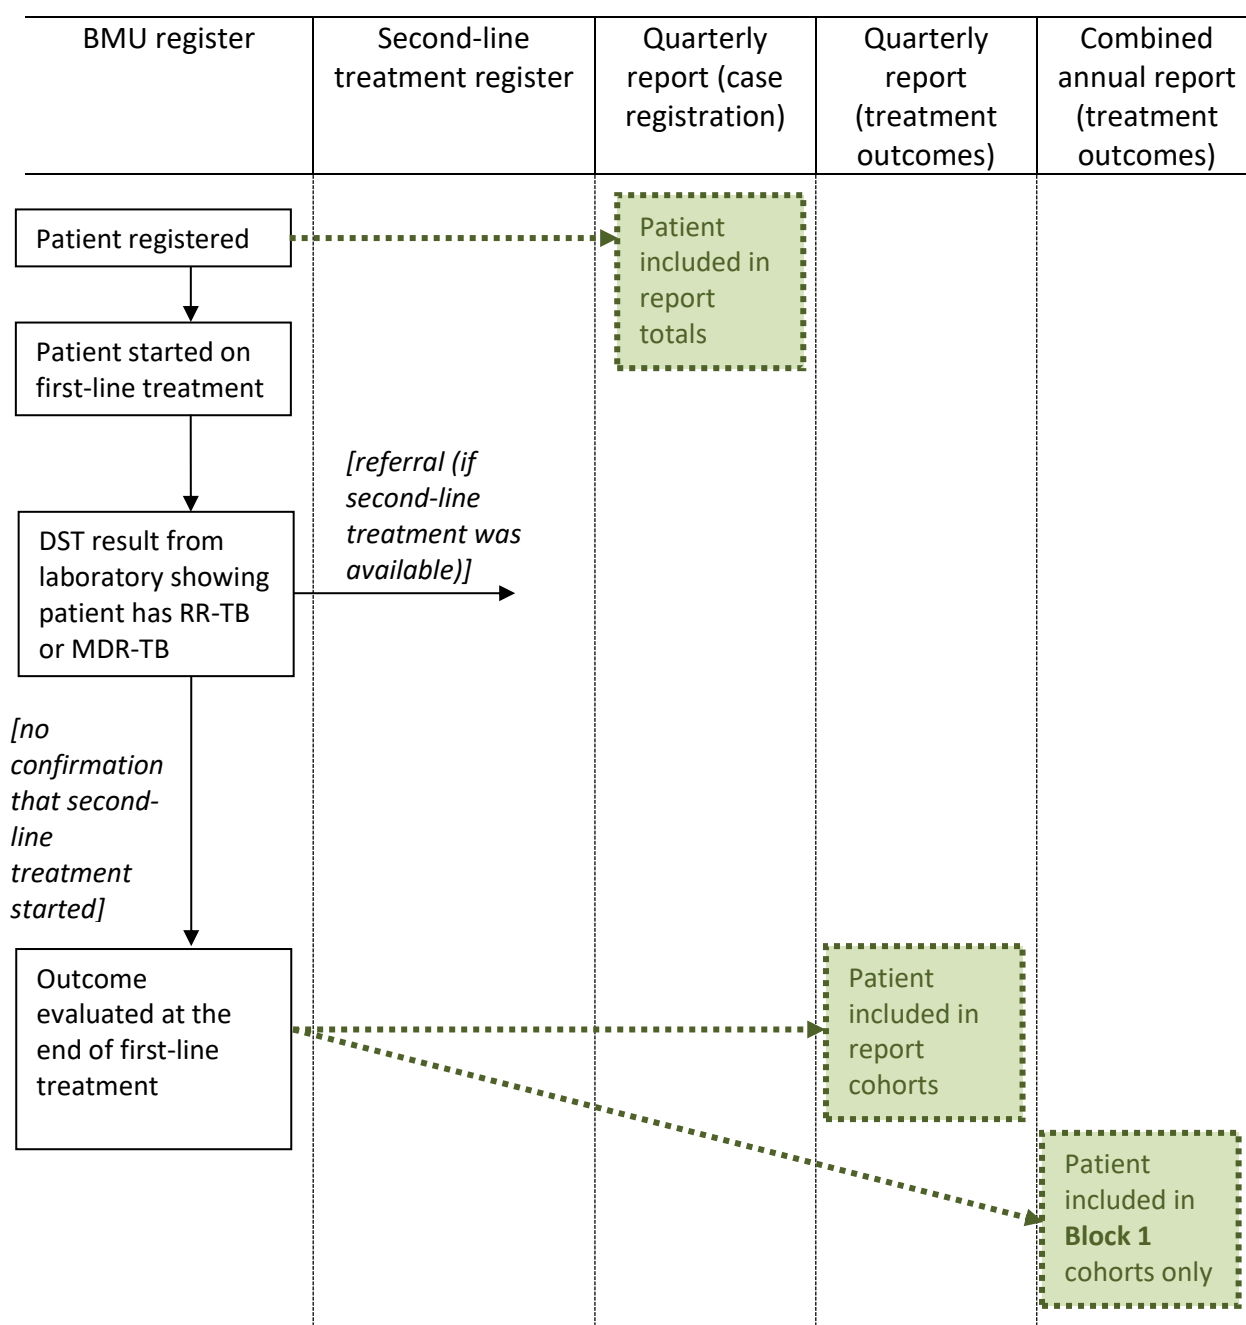 BMU register
Second-line
treatment register
Quarterly
report (case
registration)
Quarterly
report
(treatment
outcomes)
Combined
annual report
(treatment
outcomes)
Patient registered
Patient
included in
report
totals
Patient started on
first-line treatment
[referral (if
second-line
treatment was
available)]
DST result from
laboratory showing
patient has RR-TB
or MDR-TB
[no
confirmation
that second-
line
treatment
started]
Outcome
evaluated at the
end of first-line
treatment
Patient
included in
report
cohorts
Patient
included in
Block 1
cohorts only